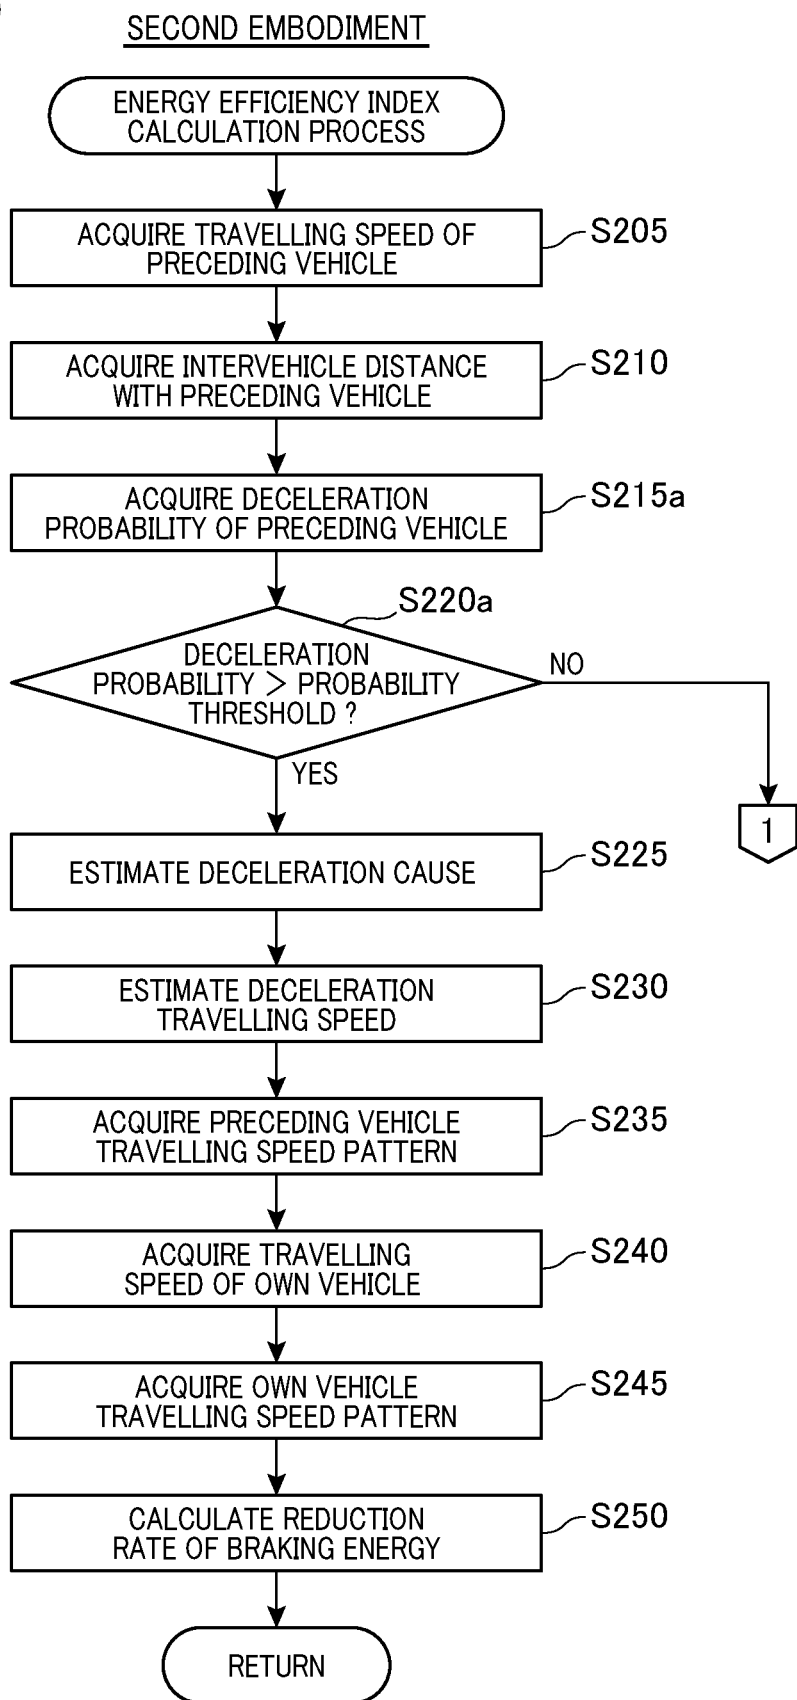 SECOND EMBODIMENT
ENERGY EFFICIENCY INDEX
CALCULATION PROCESS
ACQUIRE TRAVELLING SPEED OF
PRECEDING VEHICLE
S205
ACQUIRE INTERVEHICLE DISTANCE
WITH PRECEDING VEHICLE
S210
ACQUIRE DECELERATION
PROBABILITY OF PRECEDING VEHICLE
S215a
S220a
DECELERATION
PROBABILITY > PROBABILITY
THRESHOLD ?
NO
YES
1
ESTIMATE DECELERATION CAUSE
S225
ESTIMATE DECELERATION
TRAVELLING SPEED
S230
ACQUIRE PRECEDING VEHICLE
TRAVELLING SPEED PATTERN
S235
ACQUIRE TRAVELLING
SPEED OF OWN VEHICLE
S240
ACQUIRE OWN VEHICLE
TRAVELLING SPEED PATTERN
S245
CALCULATE REDUCTION
RATE OF BRAKING ENERGY
S250
RETURN